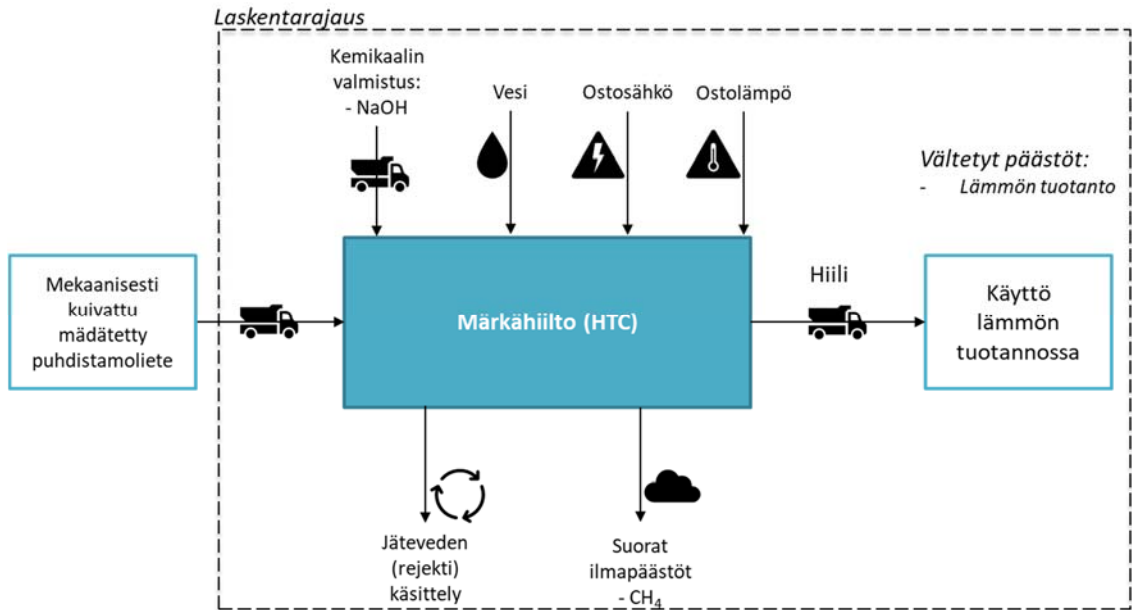 Laskentarajaus
Kemikaalin
valmistus:
- NaOH
Vesi
Ostosähkö
Ostolämpö
Vältetyt päästöt:
- Lämmön tuotanto
Mekaanisesti
kuivattu
mädätetty
puhdistamoliete
Märkähiilto (HTC)
Hiili
Käyttö
lämmön
tuotannossa
Jäteveden
(rejekti)
käsittely
Suorat
ilmapäästöt
- CH₄